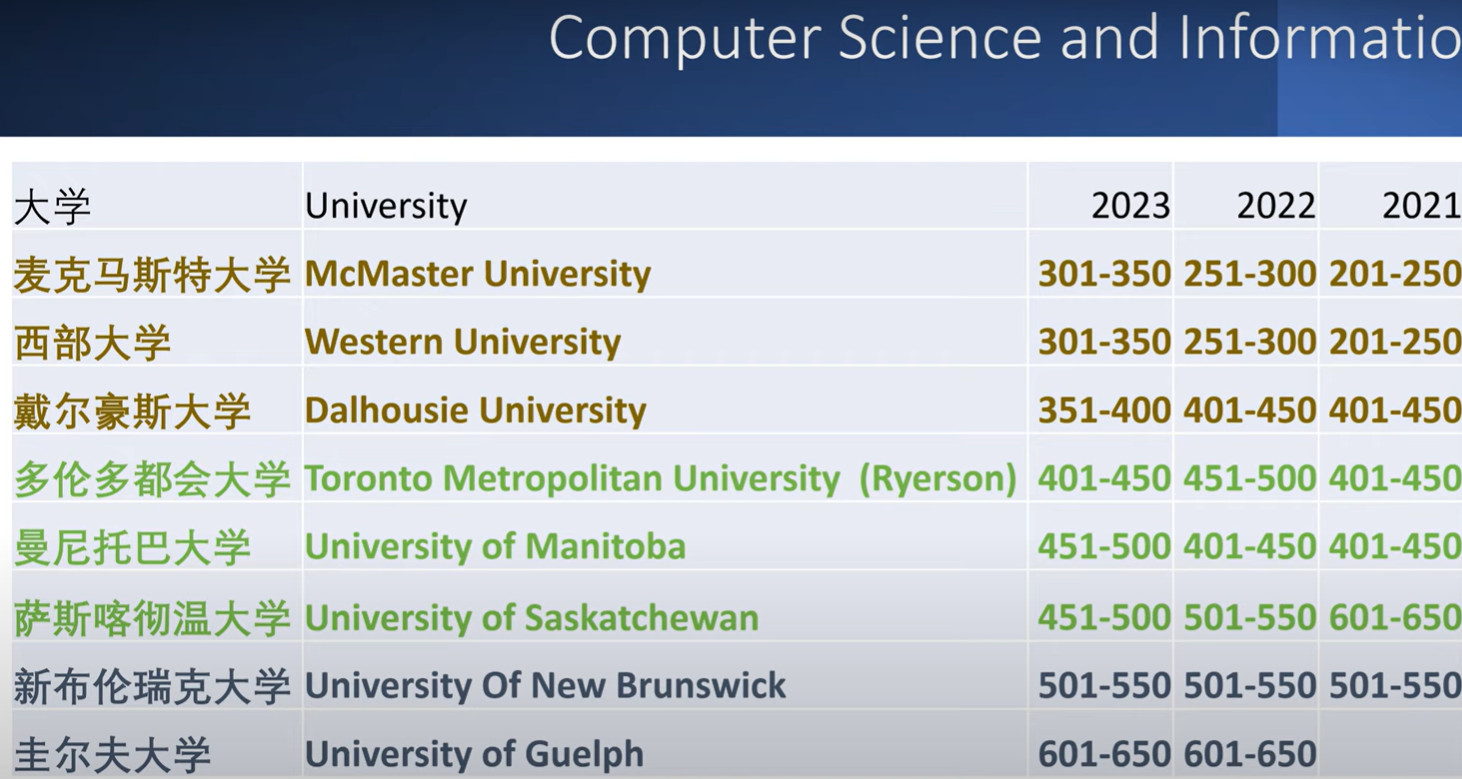 Computer Science and Informatio
大学 University 2023 2022 2021
麦克马斯特大学 McMaster University 301-350 251-300 201-250
西部大学 Western University 301-350 251-300 201-250
戴尔豪斯大学 Dalhousie University 351-400 401-450 401-450
多伦多都会大学 Toronto Metropolitan University (Ryerson) 401-450 451-500 401-450
曼尼托巴大学 University of Manitoba 451-500 401-450 401-450
萨斯喀彻温大学 University of Saskatchewan 451-500 501-550 601-650
新布伦瑞克大学 University Of New Brunswick 501-550 501-550 501-550
圭尔夫大学 University of Guelph 601-650 601-650